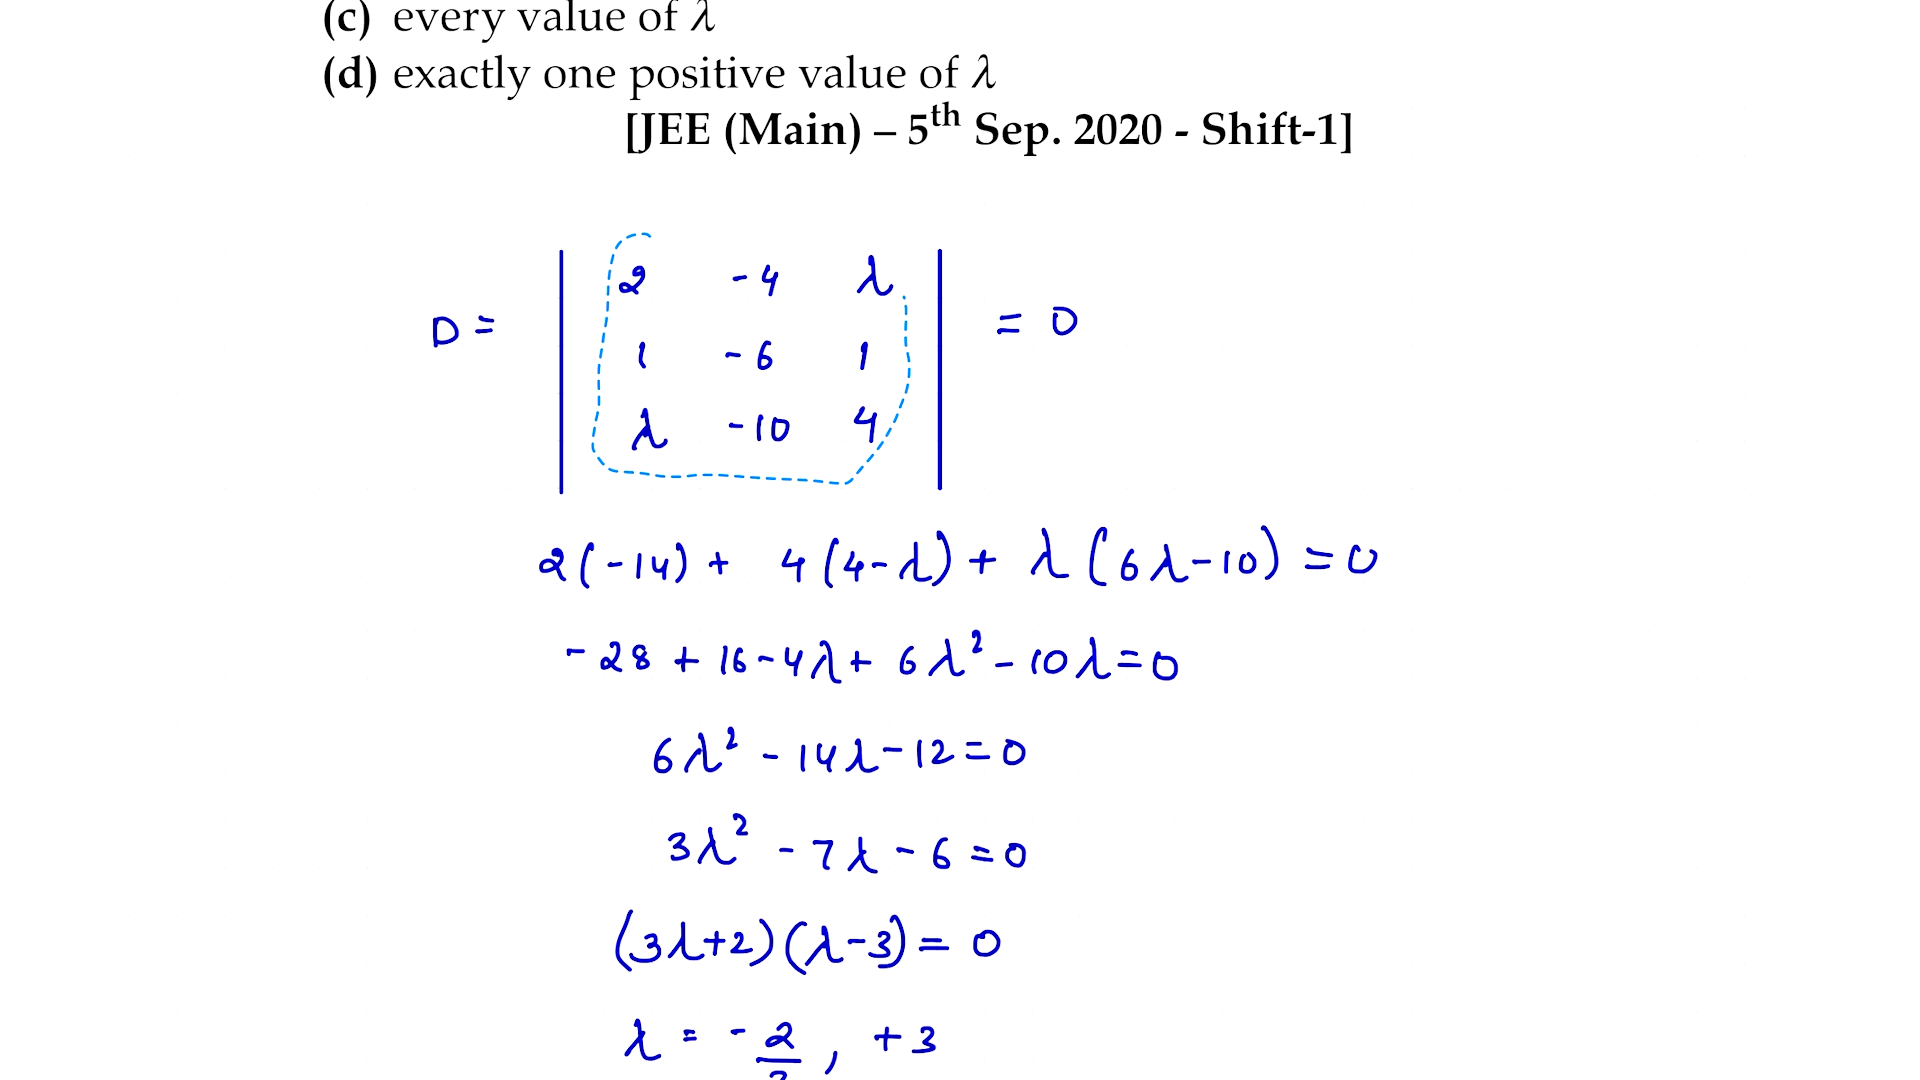 (c) every value of λ
(d) exactly one positive value of λ
[JEE (Main) – 5th Sep. 2020 - Shift-1]
2 -4 λ
D = = 0
1 -6 1
λ -10 4
2(-14) + 4(4-λ) + λ(6λ-10) = 0
-28 + 16 - 4λ + 6λ² - 10λ = 0
6λ² - 14λ - 12 = 0
3λ² - 7λ - 6 = 0
(3λ+2)(λ-3) = 0
λ = - 2 , +3